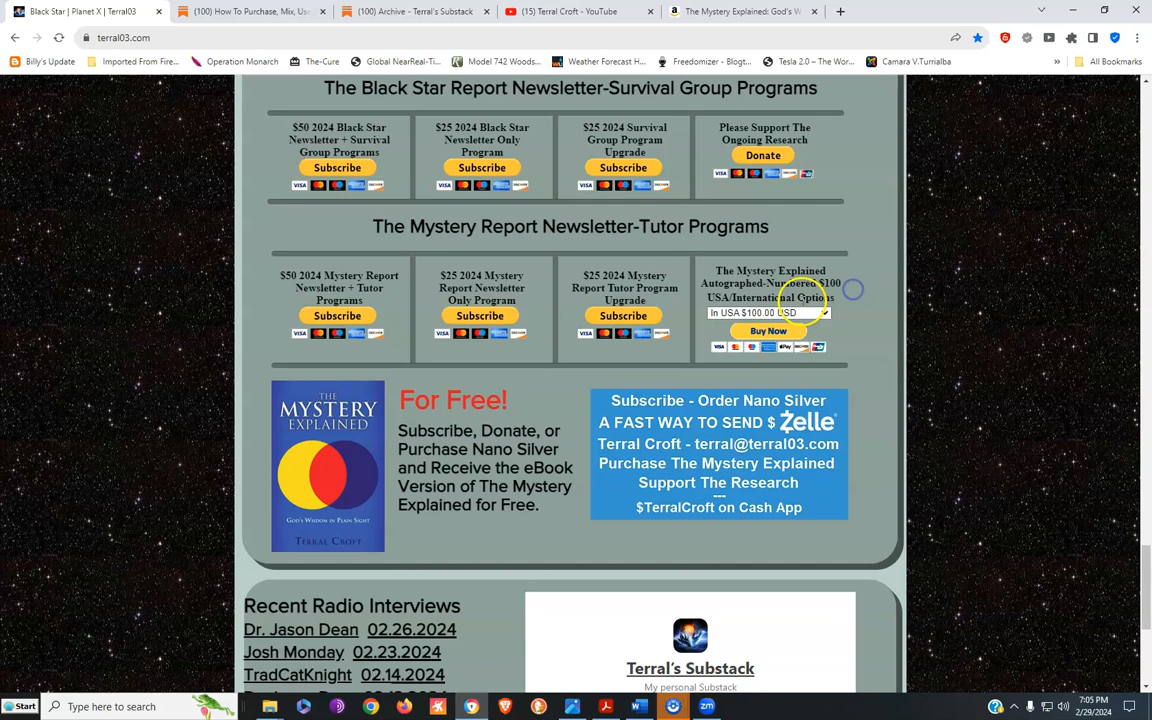 Black Star | Planet X | Terral03
(100) How To Purchase, Mix, Use
(100) Archive - Terral's Substack
(15) Terral Croft - YouTube
The Mystery Explained: God's W
terral03.com
Billy's Update
Imported From Fire...
Operation Monarch
The-Cure
Global NearReal-Ti...
Model 742 Woods...
Weather Forecast H...
Freedomizer - Blogt...
Tesla 2.0 – The Wor...
Camara V.Turrialba
All Bookmarks
The Black Star Report Newsletter-Survival Group Programs
$50 2024 Black Star
Newsletter + Survival
Group Programs
Subscribe
$25 2024 Black Star
Newsletter Only
Program
Subscribe
$25 2024 Survival
Group Program
Upgrade
Subscribe
Please Support The
Ongoing Research
Donate
The Mystery Report Newsletter-Tutor Programs
$50 2024 Mystery Report
Newsletter + Tutor
Programs
Subscribe
$25 2024 Mystery
Report Newsletter
Only Program
Subscribe
$25 2024 Mystery
Report Tutor Program
Upgrade
Subscribe
The Mystery Explained
Autographed-Numbered $100
USA/International Options
In USA $100.00 USD
Buy Now
THE
MYSTERY
EXPLAINED
GOD'S WISDOM IN PLAIN SIGHT
TERRAL CROFT
For Free!
Subscribe, Donate, or
Purchase Nano Silver
and Receive the eBook
Version of The Mystery
Explained for Free.
Subscribe - Order Nano Silver
A FAST WAY TO SEND $ Zelle®
Terral Croft - terral@terral03.com
Purchase The Mystery Explained
Support The Research
---
$TerralCroft on Cash App
Recent Radio Interviews
Dr. Jason Dean 02.26.2024
Josh Monday 02.23.2024
TradCatKnight 02.14.2024
Terral's Substack
My personal Substack
Start
Type here to search
7:05 PM
2/29/2024